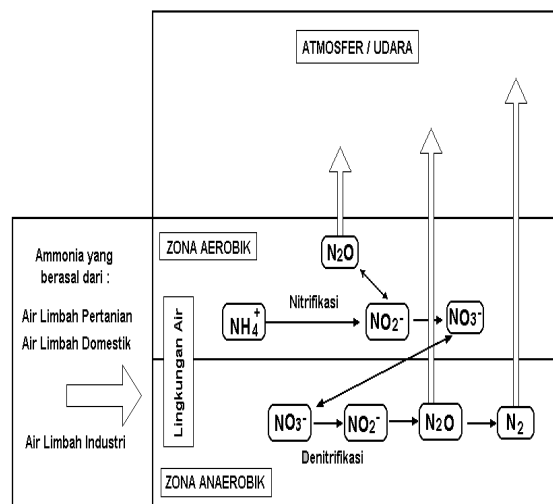 ATMOSFER / UDARA
ZONA AEROBIK
N₂O
Ammonia yang
berasal dari :
Air Limbah Pertanian
Air Limbah Domestik
Air Limbah Industri
Lingkungan Air
Nitrifikasi
NH₄⁺
NO₂⁻
NO₃⁻
NO₃⁻
NO₂⁻
N₂O
N₂
Denitrifikasi
ZONA ANAEROBIK